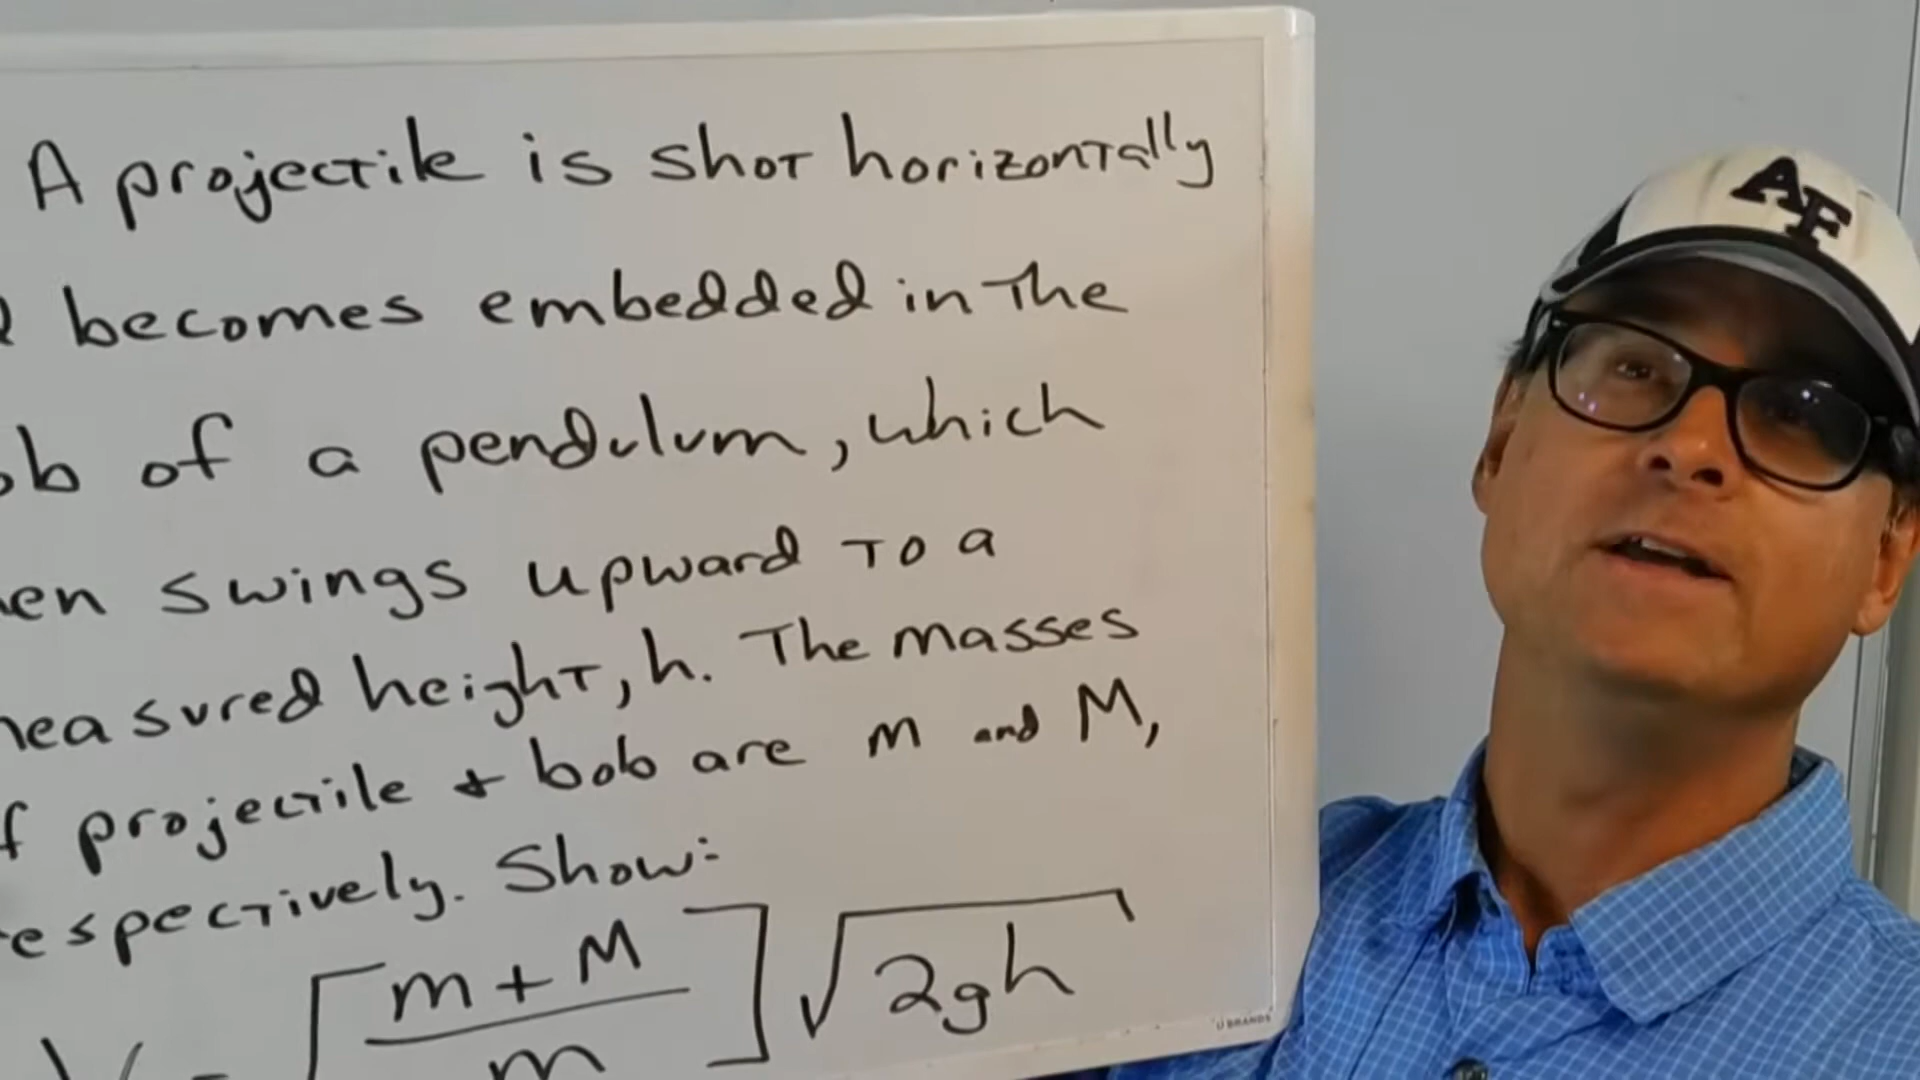 A projectile is shot horizontally
becomes embedded in the
of a pendulum, which
swings upward to a
height, h. The masses
projectile + bob are m and M,
Show:
V = [m + M / m] √2gh
U BRANDS
AF